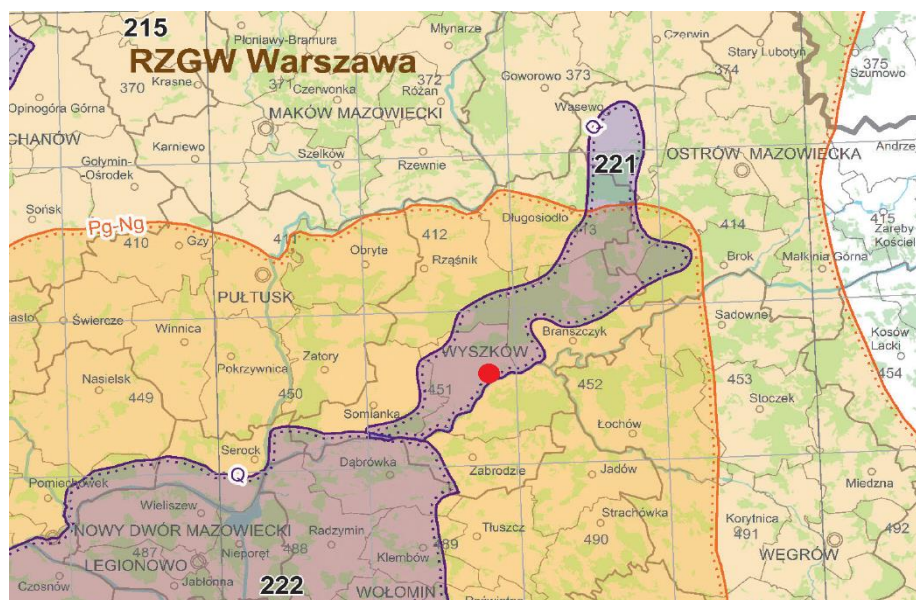 215
RZGW Warszawa
Płoniawy-Bramura
Młynarze
Czerwin
Stary Lubotyń
375
Szumowo
370
Krasne
371
Czerwonka
372
Różan
Goworowo
373
374
Opinogóra Górna
MAKÓW MAZOWIECKI
Wąsewo
CHANÓW
Karniewo
Q
Gołymin-
-Ośrodek
Szelków
Rzewnie
221
OSTRÓW MAZOWIECKA
Andrzej
Sońsk
Pg-Ng
410
Gzy
411
Obryte
412
Długosiodło
413
414
415
Zaręby
Kościel
Rząśnik
Brok
Małkinia Górna
PUŁTUSK
Świercze
Winnica
Brańszczyk
Sadowne
Kosów
Lacki
Zatory
WYSZKÓW
Nasielsk
Pokrzywnica
449
450
451
452
453
454
Stoczek
Somianka
Łochów
Serock
Q
Dąbrówka
Zabrodzie
Jadów
Pomiechówek
Wieliszew
Miedzna
NOWY DWÓR MAZOWIECKI
Radzymin
Tłuszcz
Strachówka
Korytnica
491
492
487
Nieporęt
488
489
490
WĘGRÓW
LEGIONOWO
Klembów
Czosnów
Jabłonna
222
WOŁOMIN